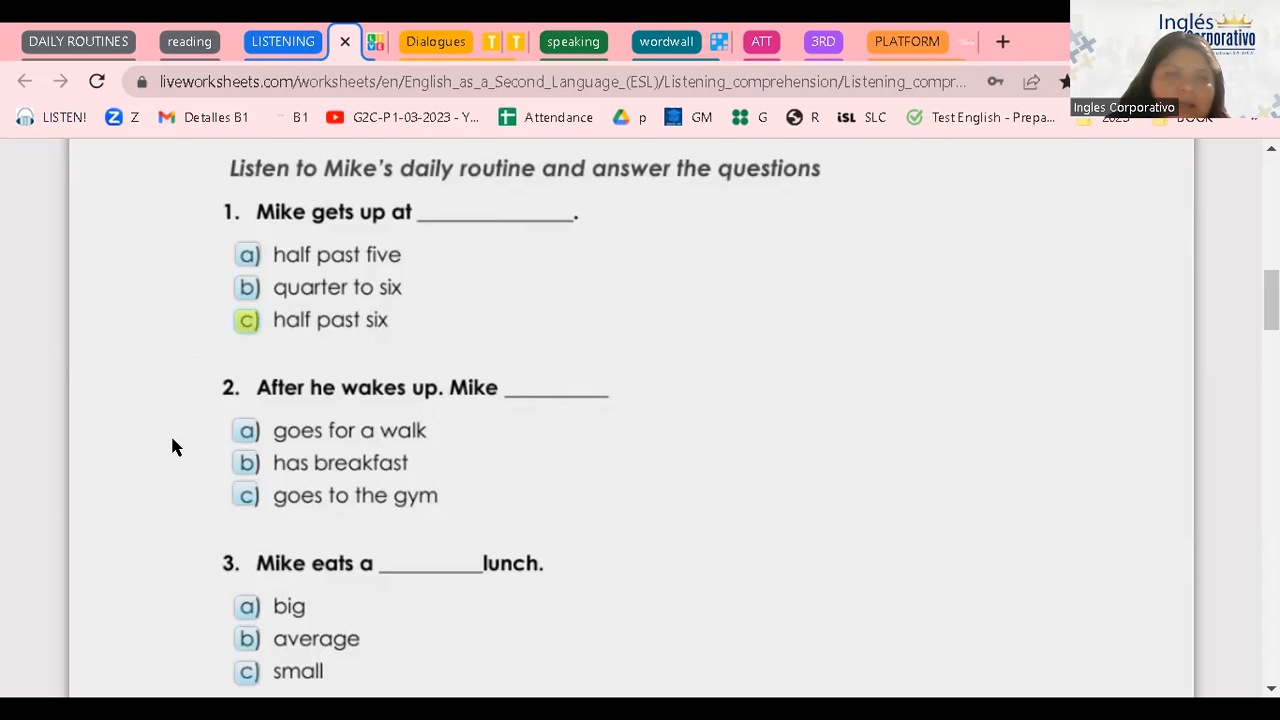 DAILY ROUTINES reading LISTENING Dialogues T T speaking wordwall ATT 3RD PLATFORM
Inglés
Corporativo
liveworksheets.com/worksheets/en/English_as_a_Second_Language_(ESL)/Listening_comprehension/Listening_compr...
Ingles Corporativo
LISTEN! Z Detalles B1 B1 G2C-P1-03-2023 - Y... Attendance p GM G R iSL SLC Test English - Prepa... 2023 BOOK
Listen to Mike's daily routine and answer the questions
1. Mike gets up at ______________.
a) half past five
b) quarter to six
c) half past six
2. After he wakes up. Mike __________
a) goes for a walk
b) has breakfast
c) goes to the gym
3. Mike eats a __________lunch.
a) big
b) average
c) small